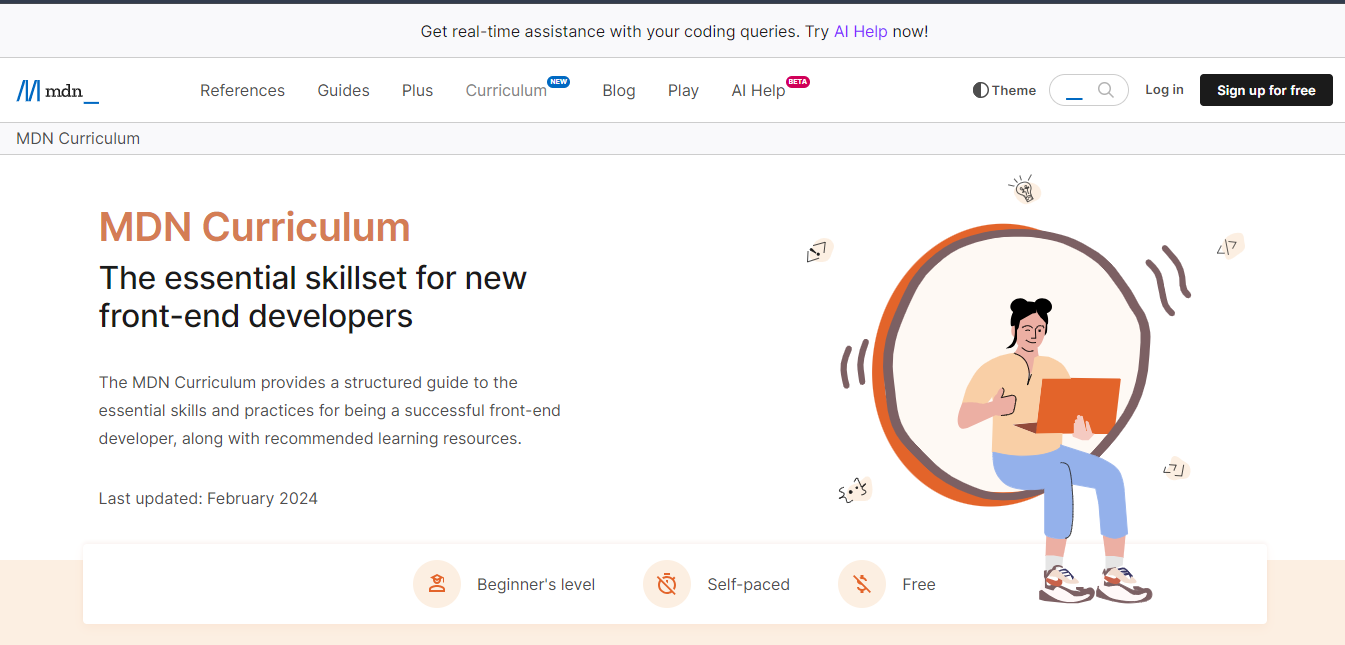 Get real-time assistance with your coding queries. Try AI Help now!
mdn_
References Guides Plus Curriculum NEW Blog Play AI Help BETA Theme Log in Sign up for free
MDN Curriculum
MDN Curriculum
The essential skillset for new
front-end developers
The MDN Curriculum provides a structured guide to the
essential skills and practices for being a successful front-end
developer, along with recommended learning resources.
Last updated: February 2024
Beginner's level Self-paced Free